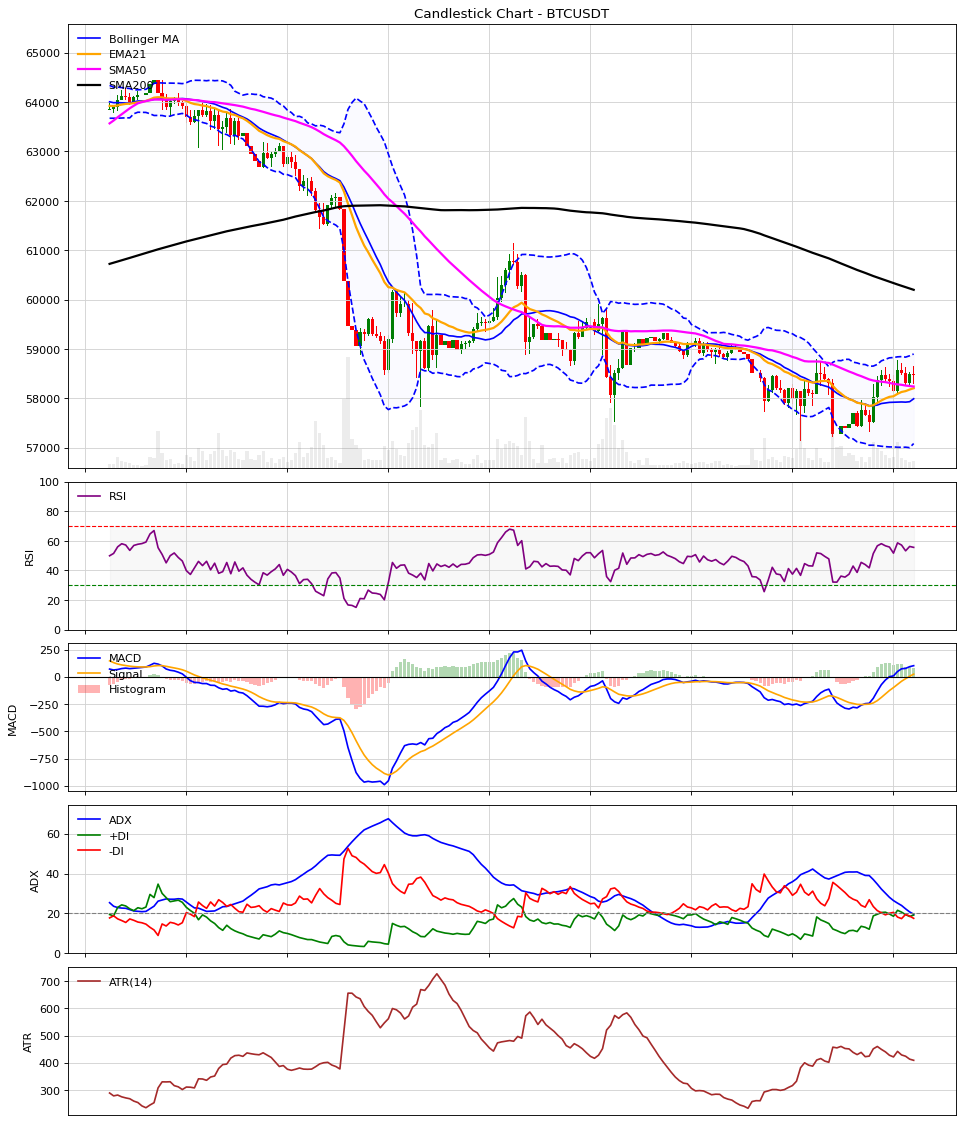 Candlestick Chart - BTCUSDT
Bollinger MA
EMA21
SMA50
SMA200
65000
64000
63000
62000
61000
60000
59000
58000
57000
RSI
RSI
100
80
60
40
20
0
MACD
Signal
Histogram
MACD
250
0
−250
−500
−750
−1000
ADX
+DI
-DI
ADX
60
40
20
0
ATR(14)
ATR
700
600
500
400
300